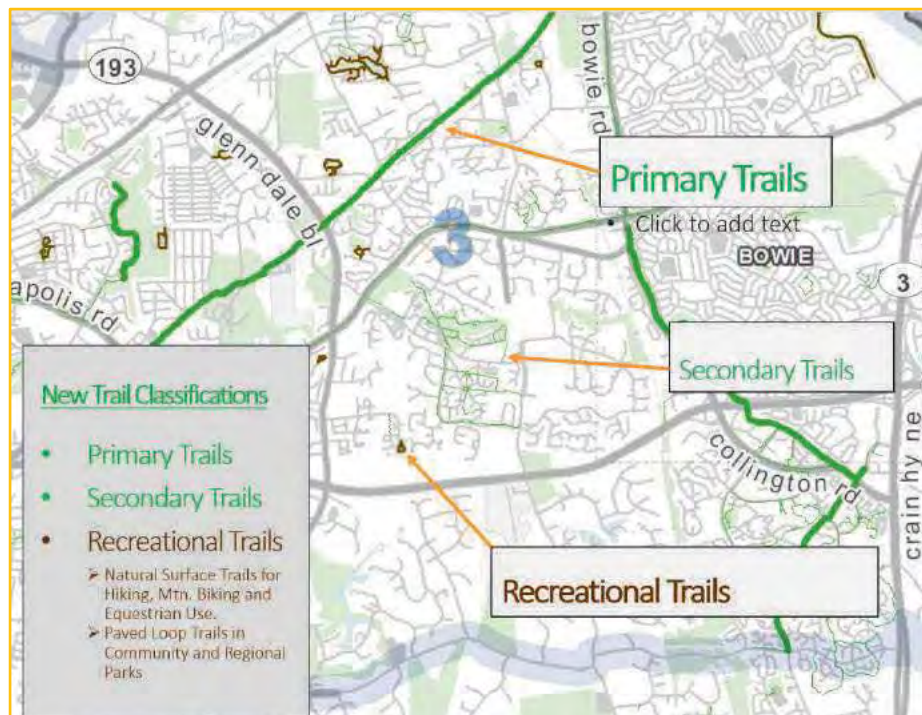 193
glenn dale bl
bowie rd
Primary Trails
• Click to add text
3
BOWIE
3
apolis rd
New Trail Classifications
• Primary Trails
• Secondary Trails
• Recreational Trails
➢ Natural Surface Trails for
Hiking, Mtn. Biking and
Equestrian Use.
➢ Paved Loop Trails in
Community and Regional
Parks
Secondary Trails
collington rd
crain hy ne
Recreational Trails